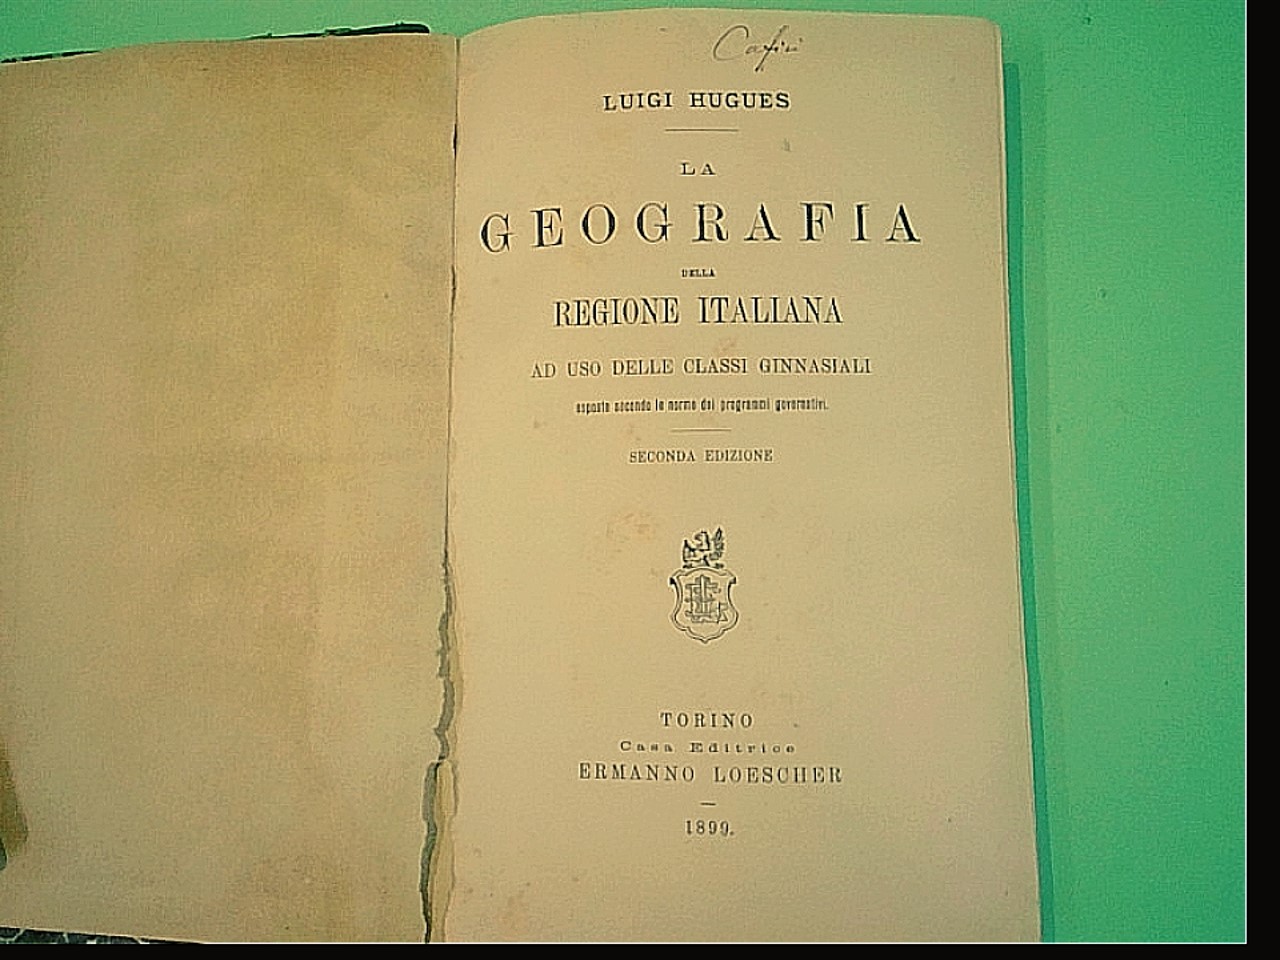 Cafiri
LUIGI HUGUES
LA
GEOGRAFIA
DELLA
REGIONE ITALIANA
AD USO DELLE CLASSI GINNASIALI
esposta secondo le norme dei programmi governativi.
SECONDA EDIZIONE
TORINO
Casa Editrice
ERMANNO LOESCHER
1899.